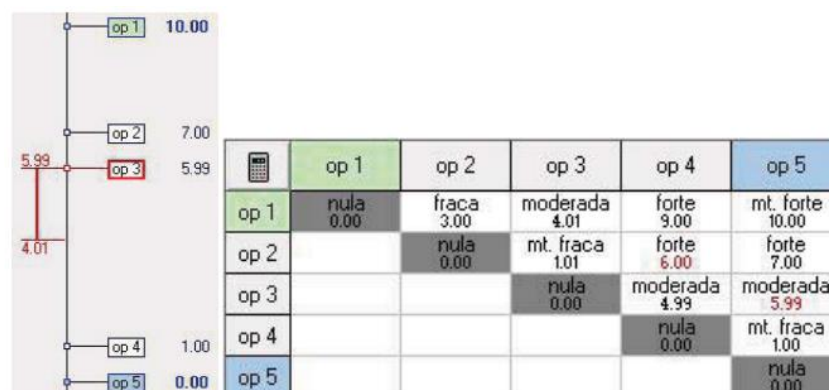 op 1 10.00
op 2 7.00
5.99
op 3 5.99
4.01
op 4 1.00
op 5 0.00
op 1 op 2 op 3 op 4 op 5
op 1 nula fraca moderada forte mt. forte
0.00 3.00 4.01 9.00 10.00
op 2 nula mt. fraca forte forte
0.00 1.01 6.00 7.00
op 3 nula moderada moderada
0.00 4.99 5.99
op 4 nula mt. fraca
0.00 1.00
op 5 nula
0.00